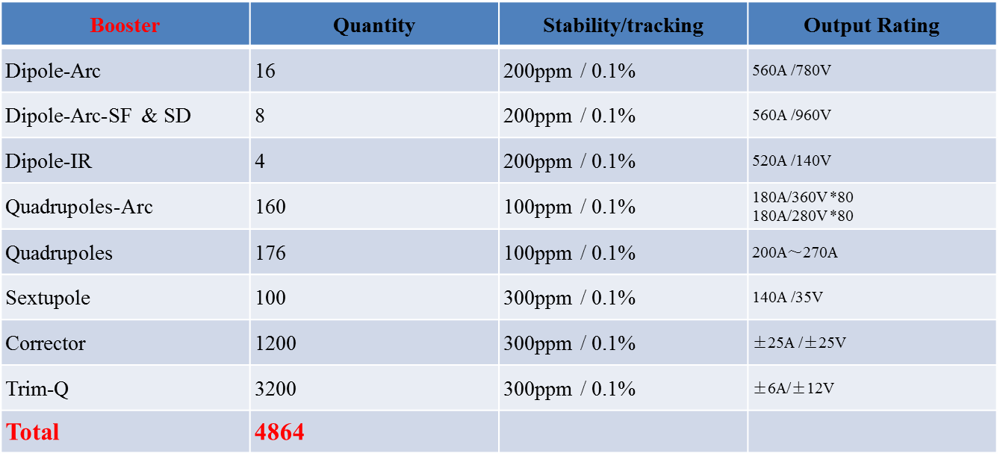 Booster Quantity Stability/tracking Output Rating
Dipole-Arc 16 200ppm / 0.1% 560A /780V
Dipole-Arc-SF & SD 8 200ppm / 0.1% 560A /960V
Dipole-IR 4 200ppm / 0.1% 520A /140V
Quadrupoles-Arc 160 100ppm / 0.1% 180A/360V*80
180A/280V*80
Quadrupoles 176 100ppm / 0.1% 200A~270A
Sextupole 100 300ppm / 0.1% 140A /35V
Corrector 1200 300ppm / 0.1% ±25A /±25V
Trim-Q 3200 300ppm / 0.1% ±6A/±12V
Total 4864